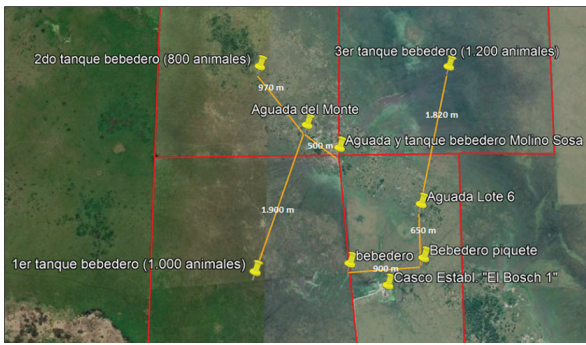 2do tanque bebedero (800 animales)
3er tanque bebedero (1.200 animales)
970 m
Aguada del Monte
1.820 m
500 m
Aguada y tanque bebedero Molino Sosa
Aguada Lote 6
1.900 m
650 m
1er tanque bebedero (1.000 animales)
bebedero
Bebedero piquete
900 m
Casco Establ. "El Bosch 1"